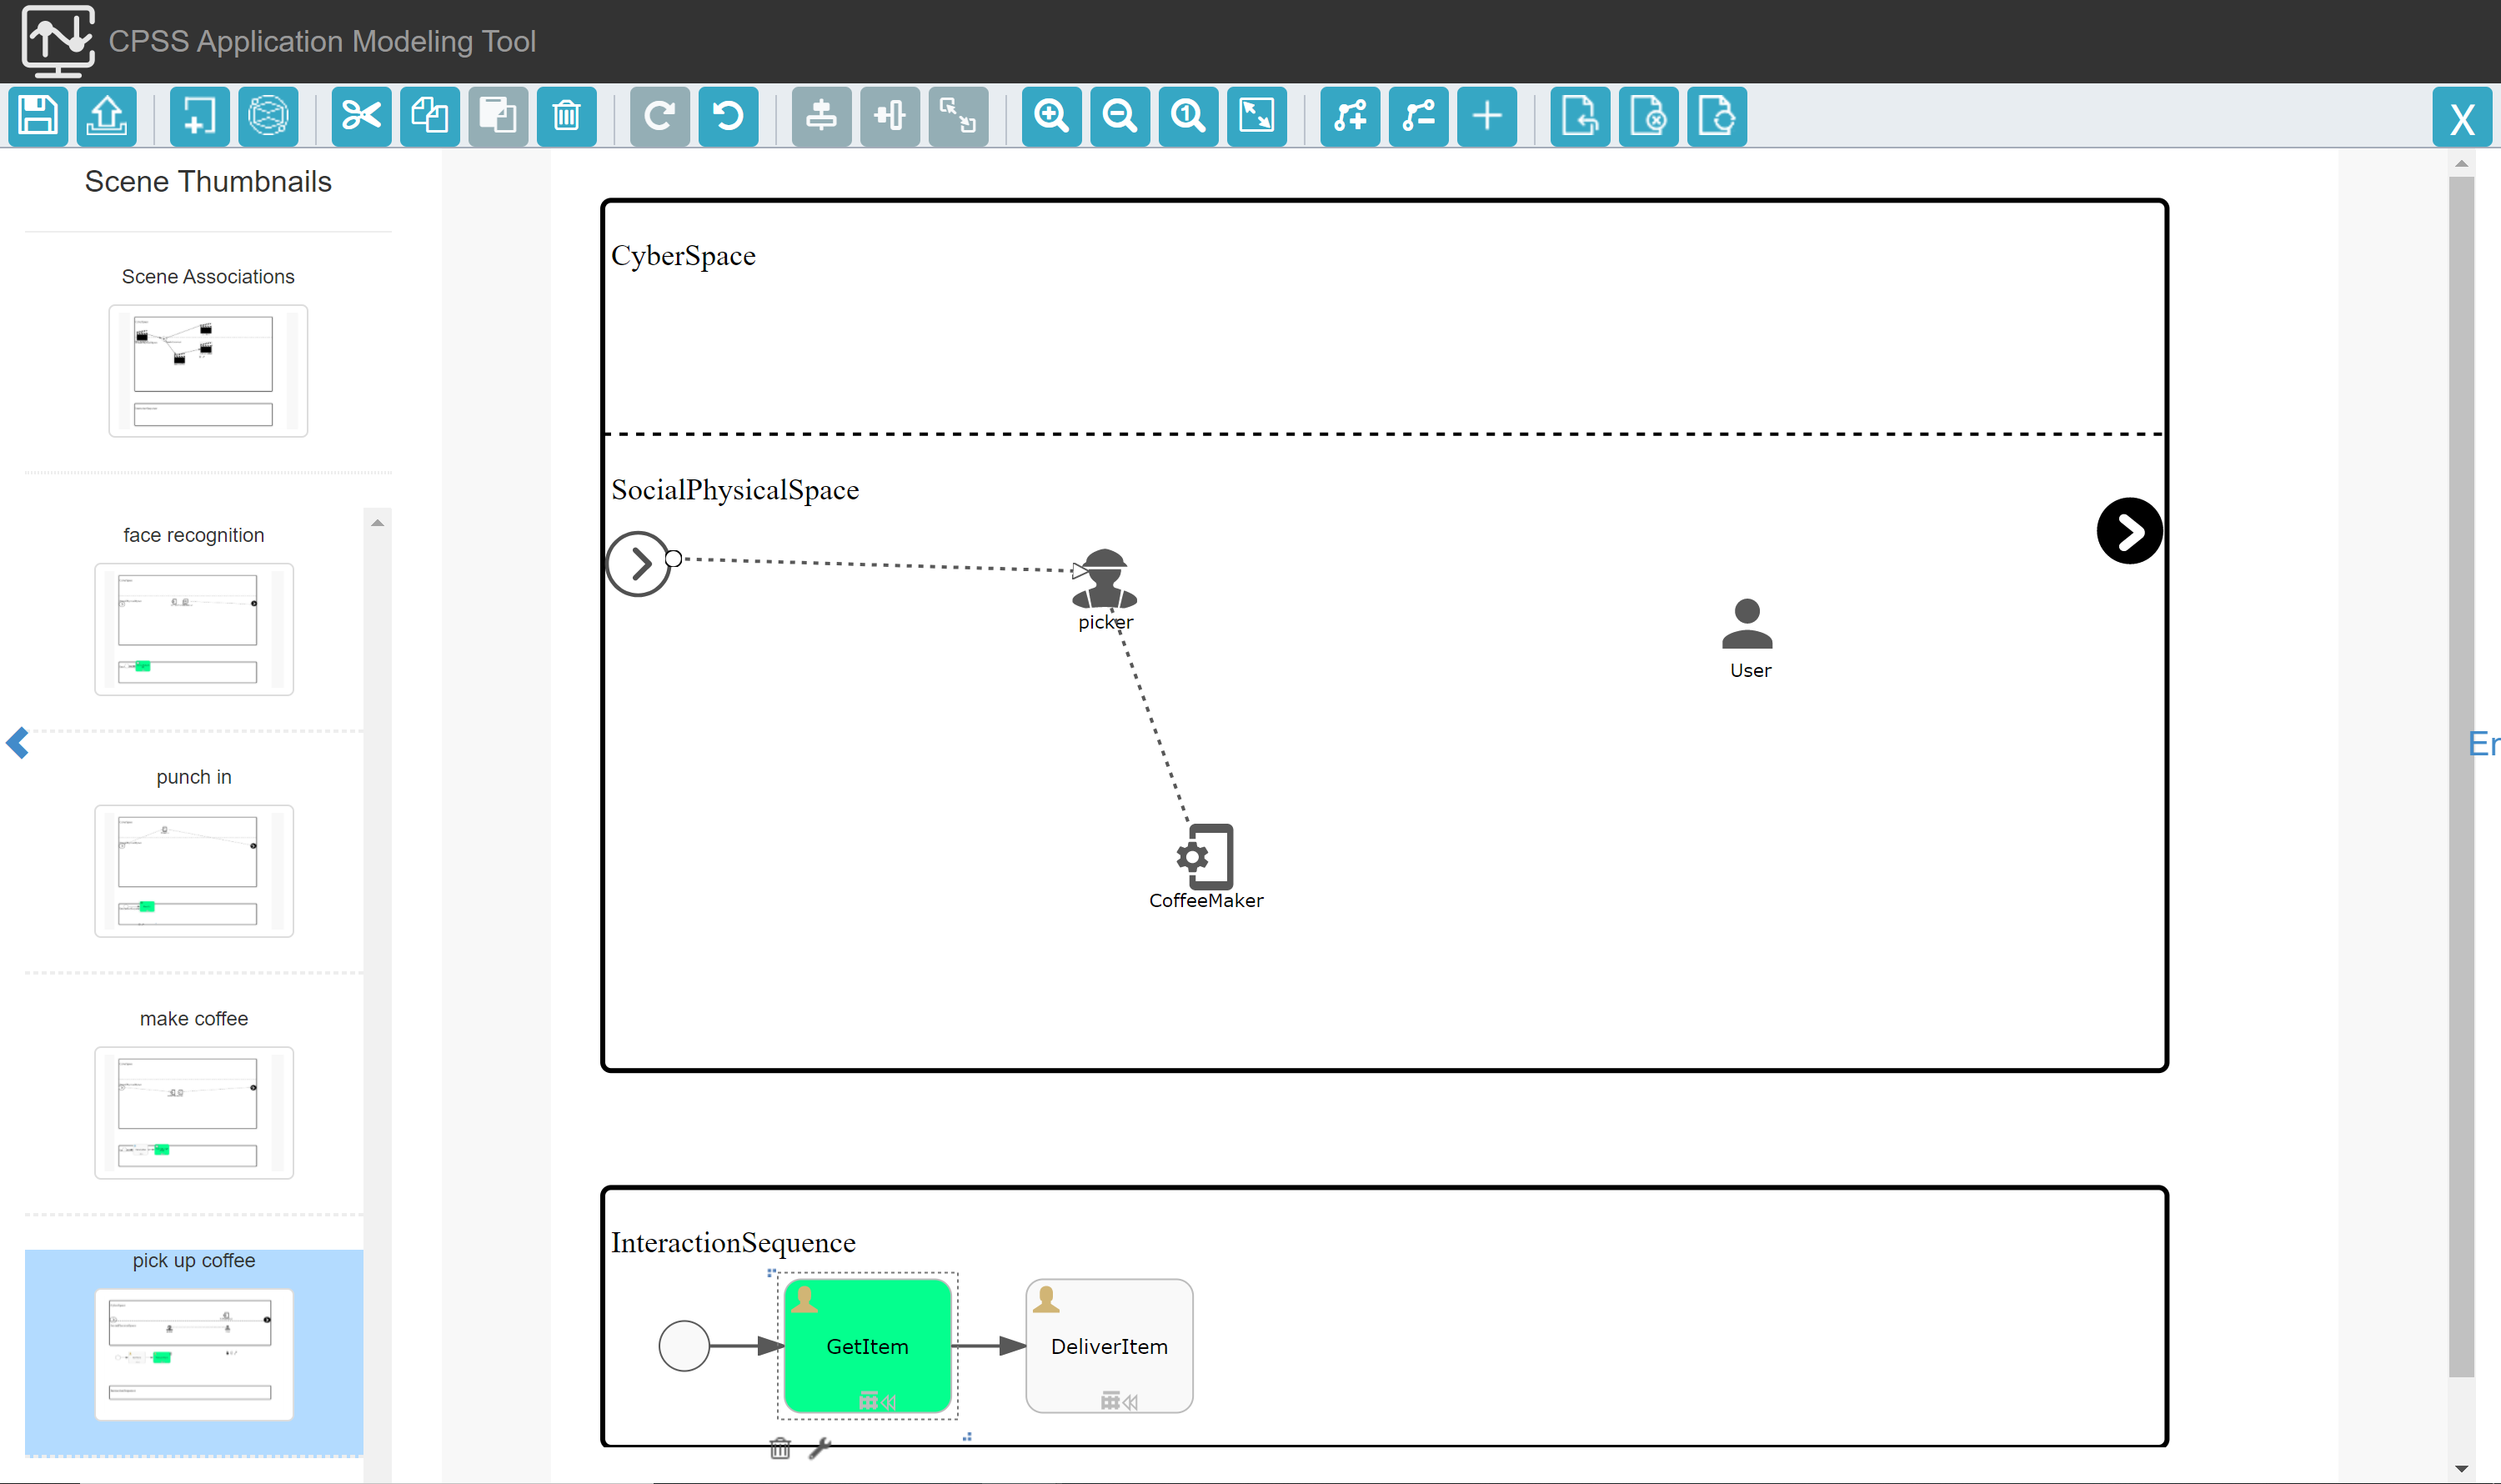 CPSS Application Modeling Tool
X
Scene Thumbnails
Scene Associations
face recognition
punch in
make coffee
pick up coffee
CyberSpace
SocialPhysicalSpace
picker
User
CoffeeMaker
En
InteractionSequence
GetItem
DeliverItem